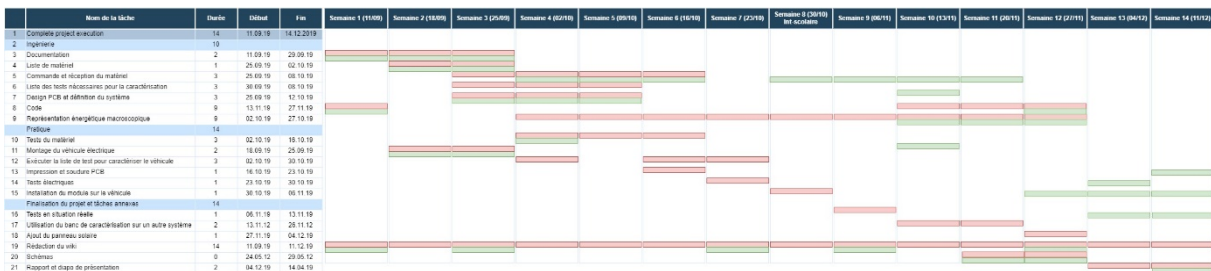 Nom de la tâche Durée Début Fin Semaine 1 (11/09) Semaine 2 (18/09) Semaine 3 (25/09) Semaine 4 (02/10) Semaine 5 (09/10) Semaine 6 (16/10) Semaine 7 (23/10) Semaine 8 (30/10) Int-scolaim Semaine 9 (06/11) Semaine 10 (13/11) Semaine 11 (20/11) Semaine 12 (27/11) Semaine 13 (04/12) Semaine 14 (11/12)
1 Complete project execution 14 11.09.19 14.12.2019
2 Ingénierie 10
3 Documentation 2 11.09.19 29.09.19
4 Liste de matériel 1 25.09.19 02.10.19
5 Commande et réception du matériel 3 25.09.19 08.10.19
6 Liste des tests nécessaires pour la caractérisation 3 30.09.19 08.10.19
7 Design PCB et définition du système 3 25.09.19 12.10.19
8 Code 9 13.11.19 27.11.19
9 Représentation énergétique macroscopique 9 02.10.19 27.10.19
Pratique 14
10 Tests du matériel 3 02.10.19 16.10.19
11 Montage du véhicule électrique 2 18.09.19 25.09.19
12 Exécuter la liste de test pour caractériser le véhicule 3 02.10.19 30.10.19
13 Impression et soudure PCB 1 16.10.19 23.10.19
14 Tests électriques 1 23.10.19 30.10.19
15 Installation du module sur le véhicule 1 30.10.19 06.11.19
Finalisation du projet et tâches annexes 14
16 Tests en situation réelle 1 06.11.19 13.11.19
17 Utilisation du banc de caractérisation sur un autre système 2 13.11.12 26.11.12
18 Ajout du panneau solaire 1 27.11.19 04.12.19
19 Rédaction du wiki 14 11.09.19 11.12.19
20 Schémas 0 24.05.12 29.05.12
21 Rapport et diapo de présentation 2 04.12.19 14.04.19